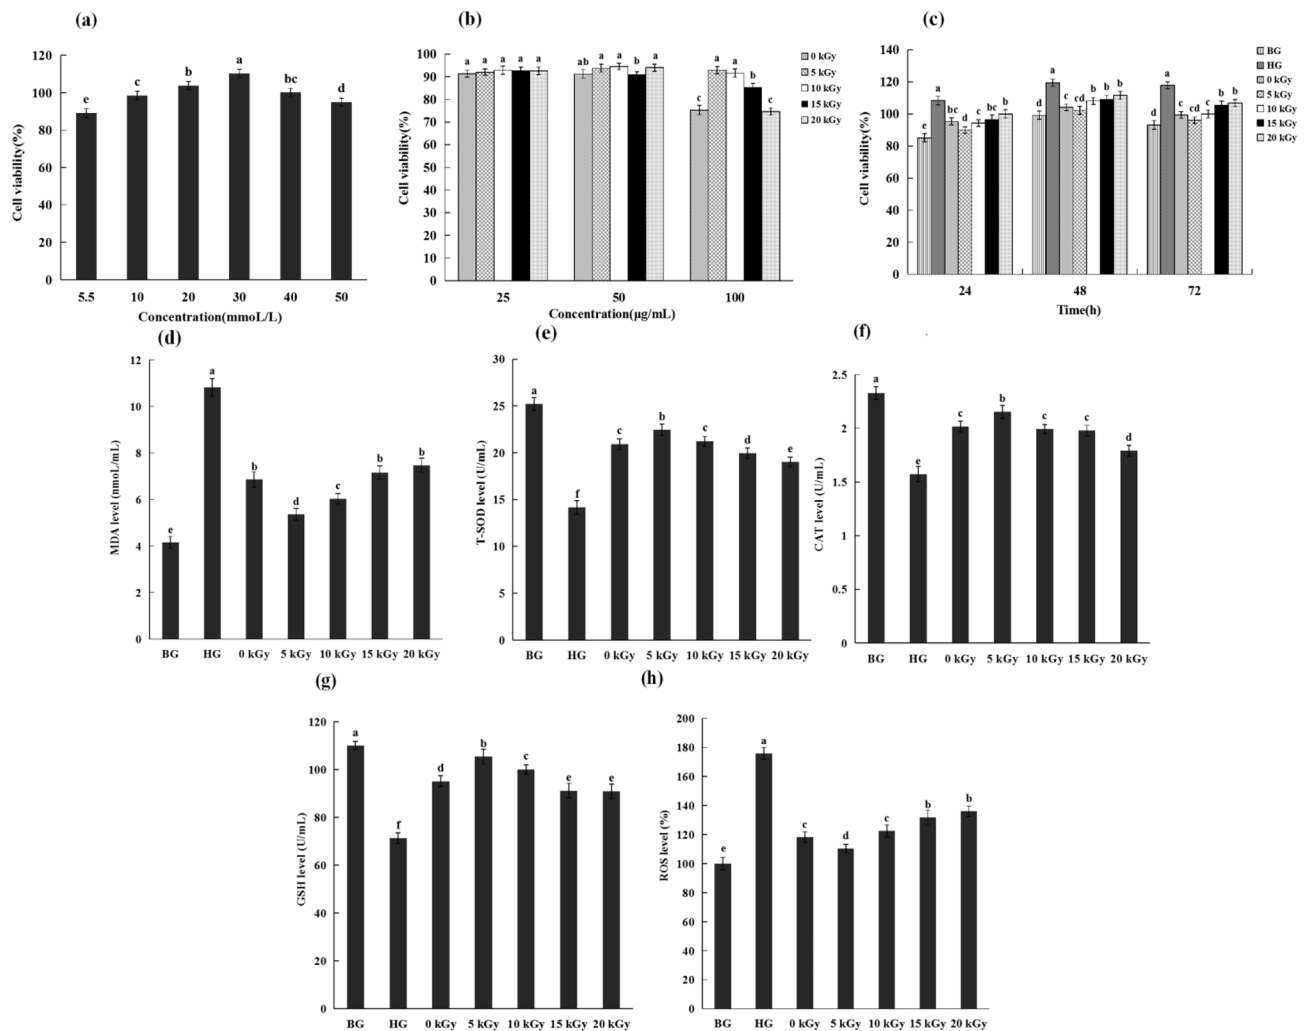 (a)
Cell viability(%)
120
100
80
60
40
20
0
e
c
b
a
bc
d
5.5
10
20
30
40
50
Concentration(mmoL/L)
(b)
Cell viability(%)
100
90
80
70
60
50
40
30
20
10
0
a a a a a
ab a a b a
c a a b c
25
50
100
Concentration(μg/mL)
0 kGy
5 kGy
10 kGy
15 kGy
20 kGy
(c)
Cell viability(%)
140
120
100
80
60
40
20
0
e a bc d c bc b
d a c cd b b b
d a c c c b b
24
48
72
Time(h)
BG
HG
0 kGy
5 kGy
10 kGy
15 kGy
20 kGy
(d)
MDA level (nmoL/mL)
12
10
8
6
4
2
0
e a b d c b b
BG HG 0 kGy 5 kGy 10 kGy 15 kGy 20 kGy
(e)
T-SOD level (U/mL)
30
25
20
15
10
5
0
a f c b c d e
BG HG 0 kGy 5 kGy 10 kGy 15 kGy 20 kGy
(f)
CAT level (U/mL)
2.5
2
1.5
1
0.5
0
a e c b c c d
BG HG 0 kGy 5 kGy 10 kGy 15 kGy 20 kGy
(g)
GSH level (U/mL)
120
100
80
60
40
20
0
a f d b c e e
BG HG 0 kGy 5 kGy 10 kGy 15 kGy 20 kGy
(h)
ROS level (%)
200
180
160
140
120
100
80
60
40
20
0
e a c d c b b
BG HG 0 kGy 5 kGy 10 kGy 15 kGy 20 kGy